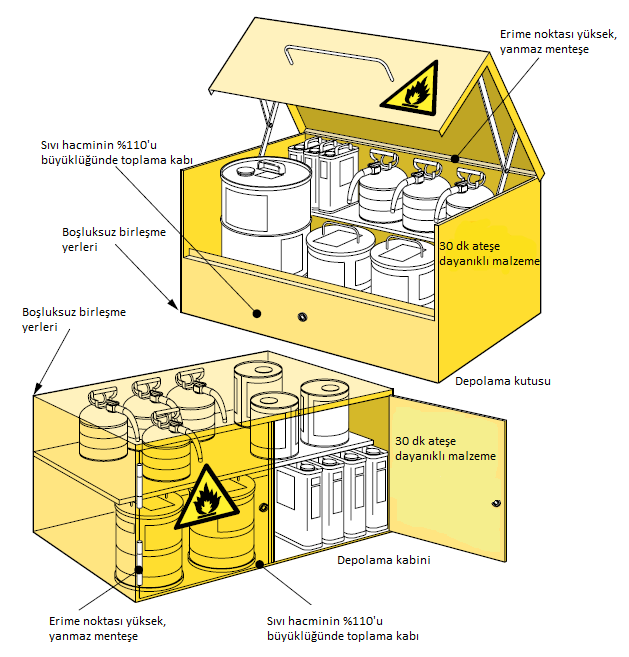 Erime noktası yüksek,
yanmaz menteşe
Sıvı hacminin %110'u
büyüklüğünde toplama kabı
Boşluksuz birleşme
yerleri
30 dk ateşe
dayanıklı malzeme
Boşluksuz birleşme
yerleri
Depolama kutusu
30 dk ateşe
dayanıklı malzeme
Depolama kabini
Erime noktası yüksek,
yanmaz menteşe
Sıvı hacminin %110'u
büyüklüğünde toplama kabı